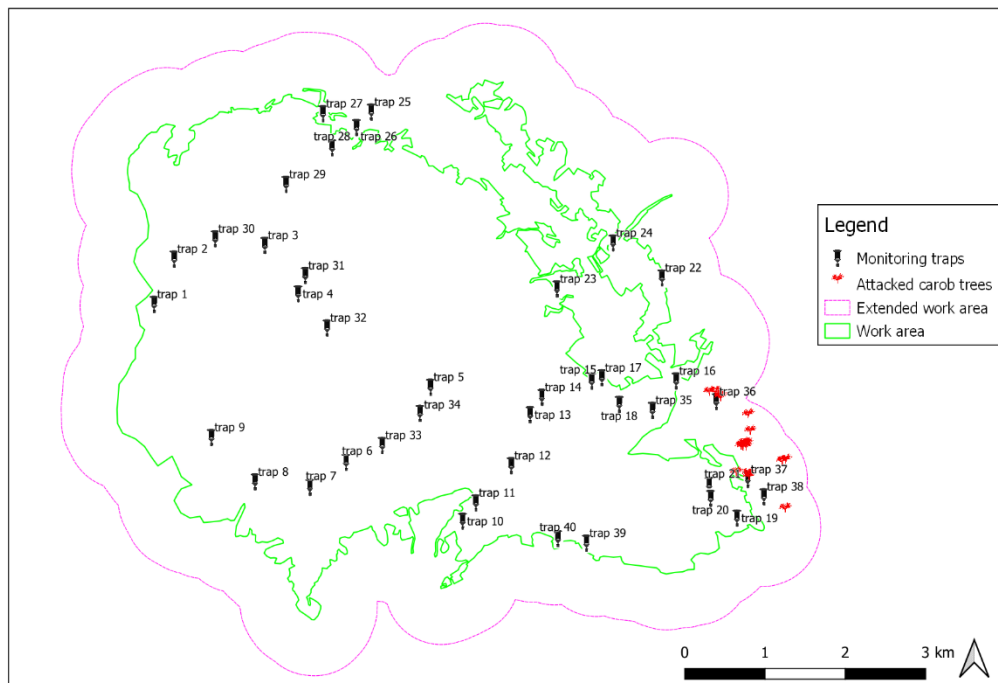 trap 27
trap 25
trap 28
trap 26
trap 29
trap 30
trap 3
trap 24
trap 2
trap 31
trap 22
trap 23
trap 1
trap 4
trap 32
Legend
Monitoring traps
Attacked carob trees
Extended work area
Work area
trap 5
trap 15
trap 17
trap 16
trap 14
trap 36
trap 34
trap 13
trap 18
trap 35
trap 9
trap 33
trap 6
trap 12
trap 8
trap 7
trap 21
trap 37
trap 38
trap 11
trap 20
trap 10
trap 19
trap 40
trap 39
0
1
2
3 km